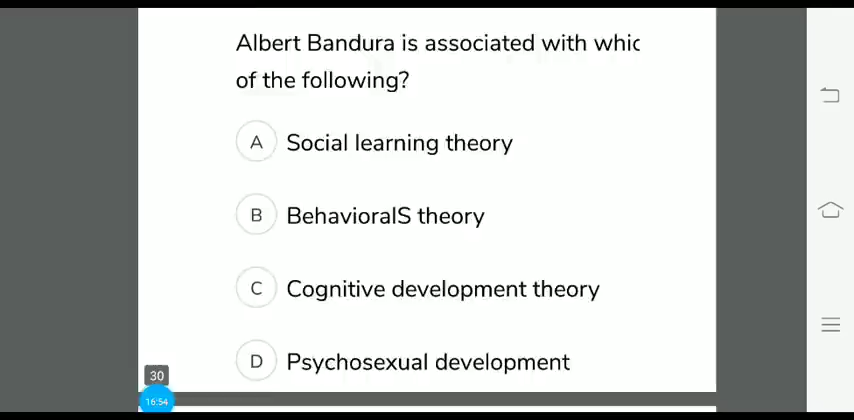 Albert Bandura is associated with whic
of the following?
A Social learning theory
B BehavioralS theory
C Cognitive development theory
D Psychosexual development
30
16:54